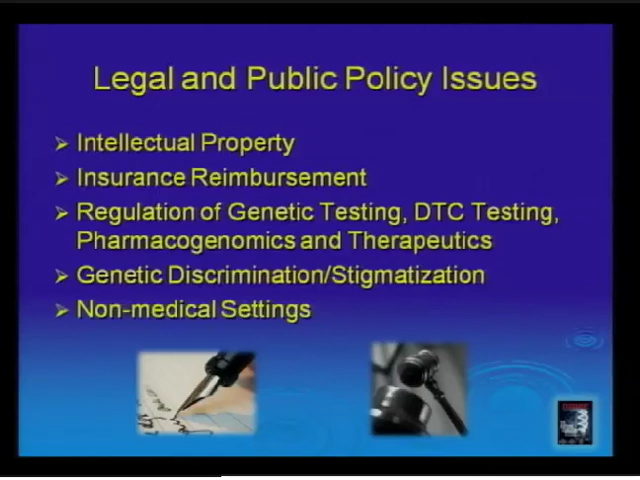 Legal and Public Policy Issues
Intellectual Property
Insurance Reimbursement
Regulation of Genetic Testing, DTC Testing,
Pharmacogenomics and Therapeutics
Genetic Discrimination/Stigmatization
Non-medical Settings